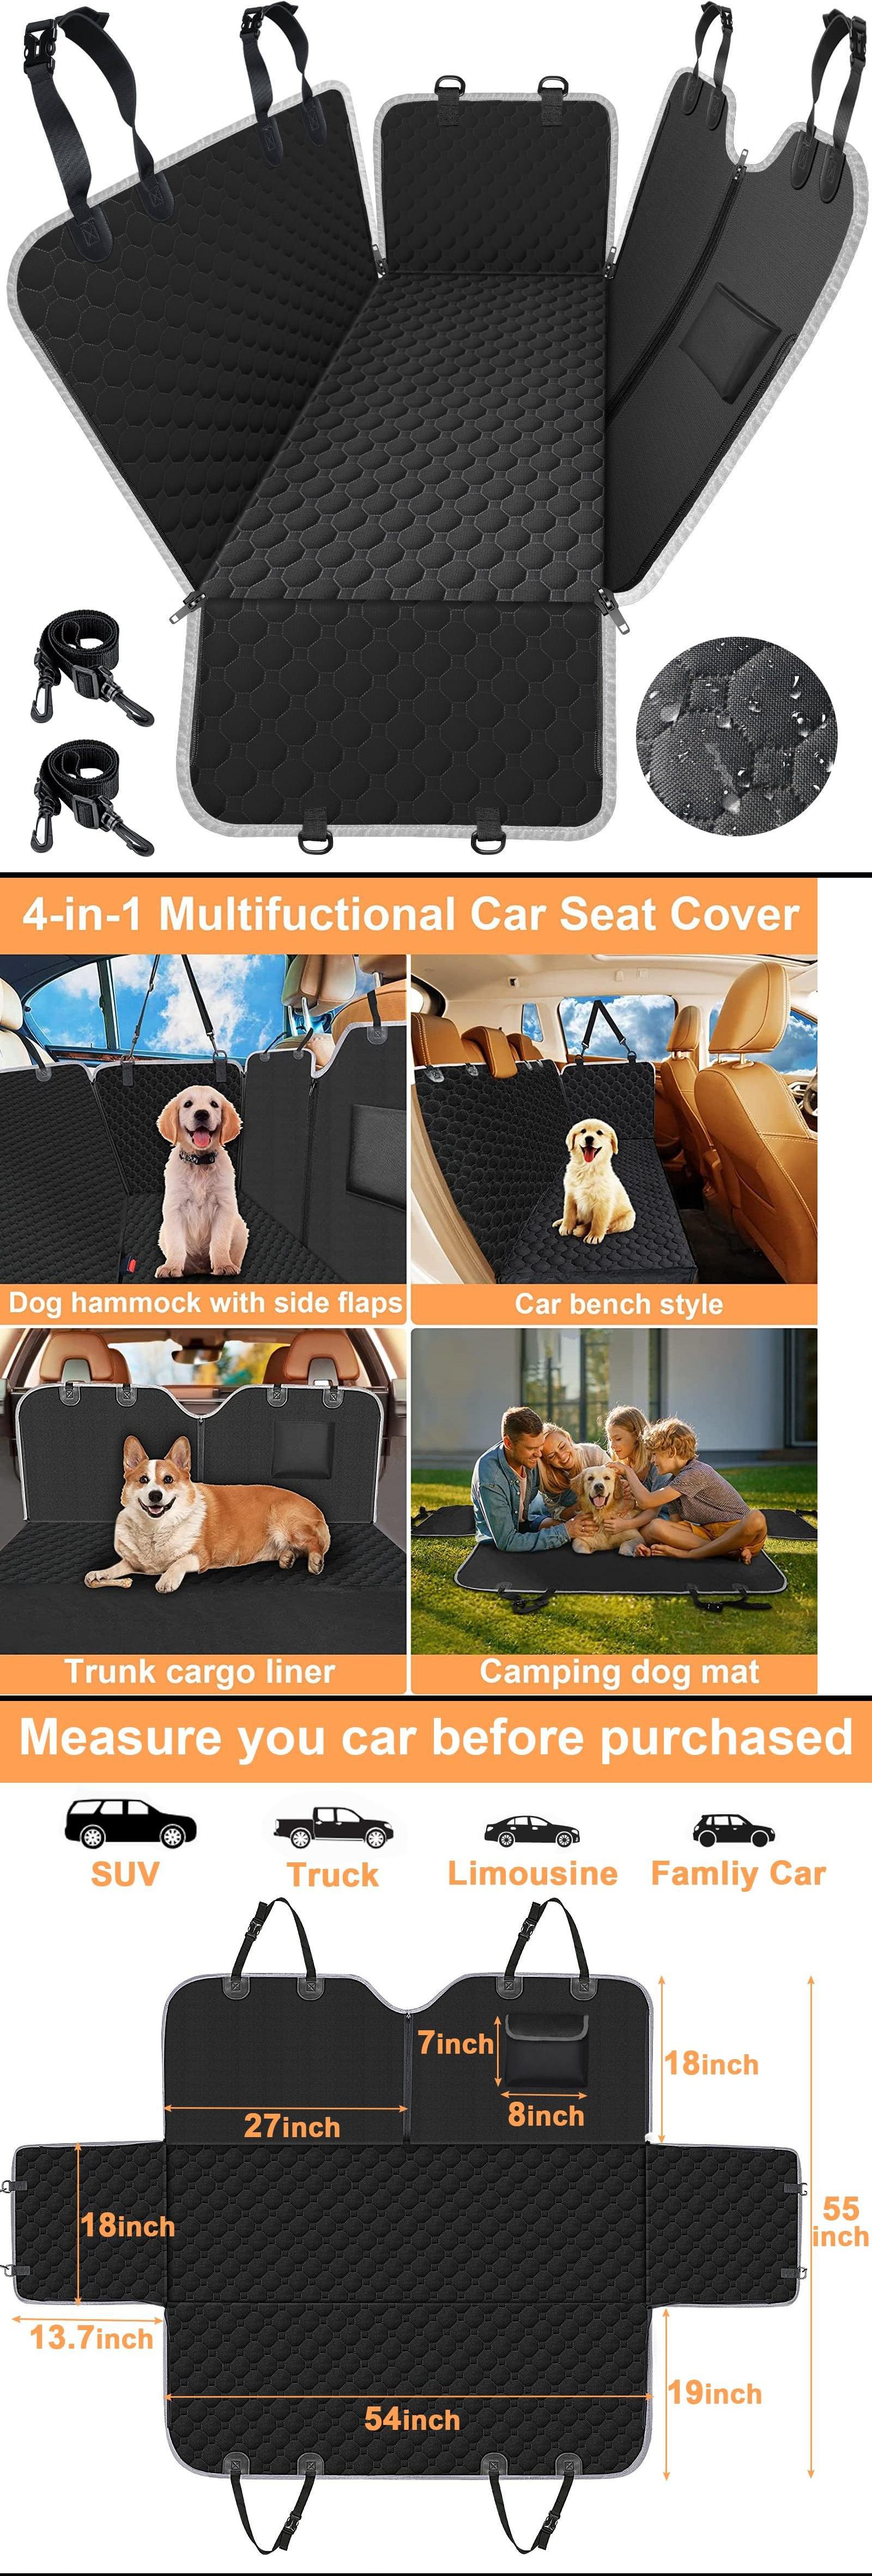 4-in-1 Multifuctional Car Seat Cover
Dog hammock with side flaps
Car bench style
Trunk cargo liner
Camping dog mat
Measure you car before purchased
SUV
Truck
Limousine
Famliy Car
7inch
8inch
27inch
18inch
18inch
55
inch
13.7inch
19inch
54inch